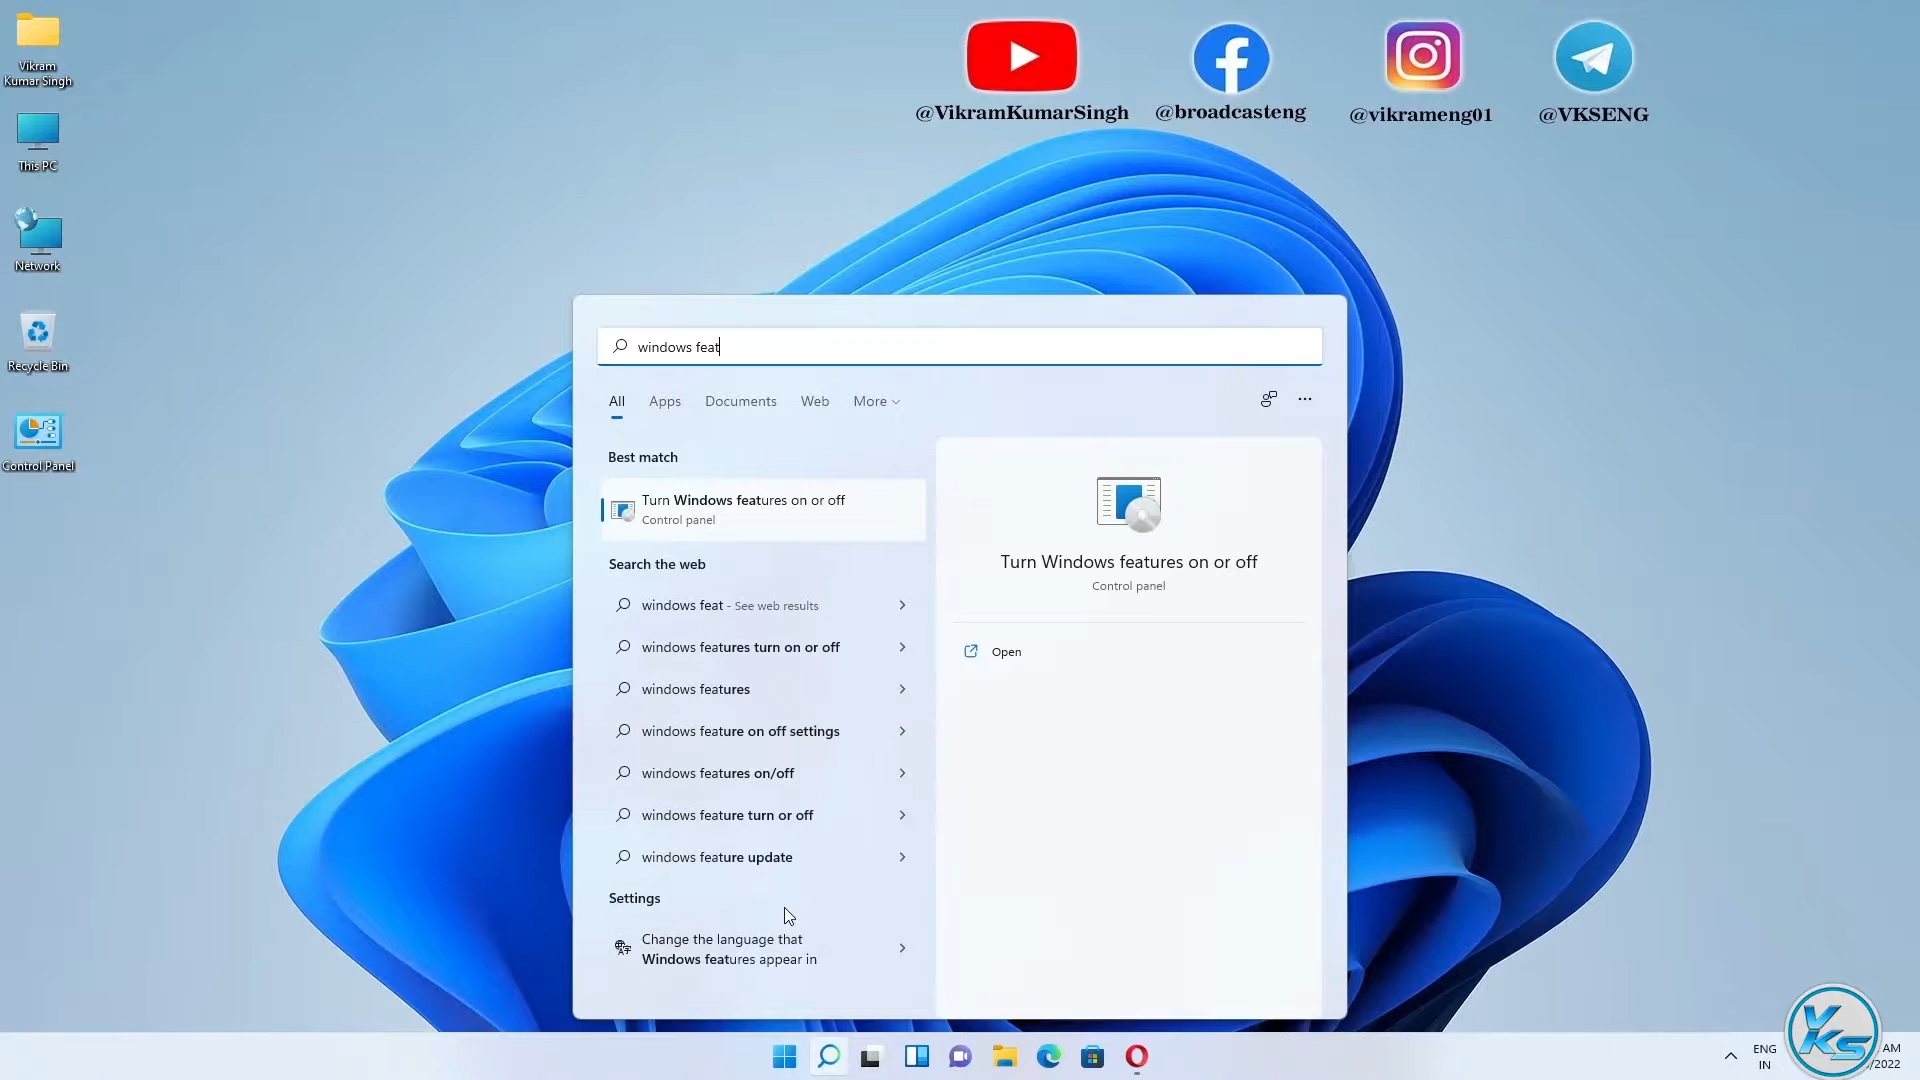 Vikram
Kumar Singh
This PC
Network
Recycle Bin
Control Panel
@VikramKumarSingh
@broadcasteng
@vikrameng01
@VKSENG
windows feat
All
Apps
Documents
Web
More
Best match
Turn Windows features on or off
Control panel
Search the web
windows feat - See web results
windows features turn on or off
windows features
windows feature on off settings
windows features on/off
windows feature turn or off
windows feature update
Settings
Change the language that
Windows features appear in
Turn Windows features on or off
Control panel
Open
ENG
IN
AM
/2022
VKS